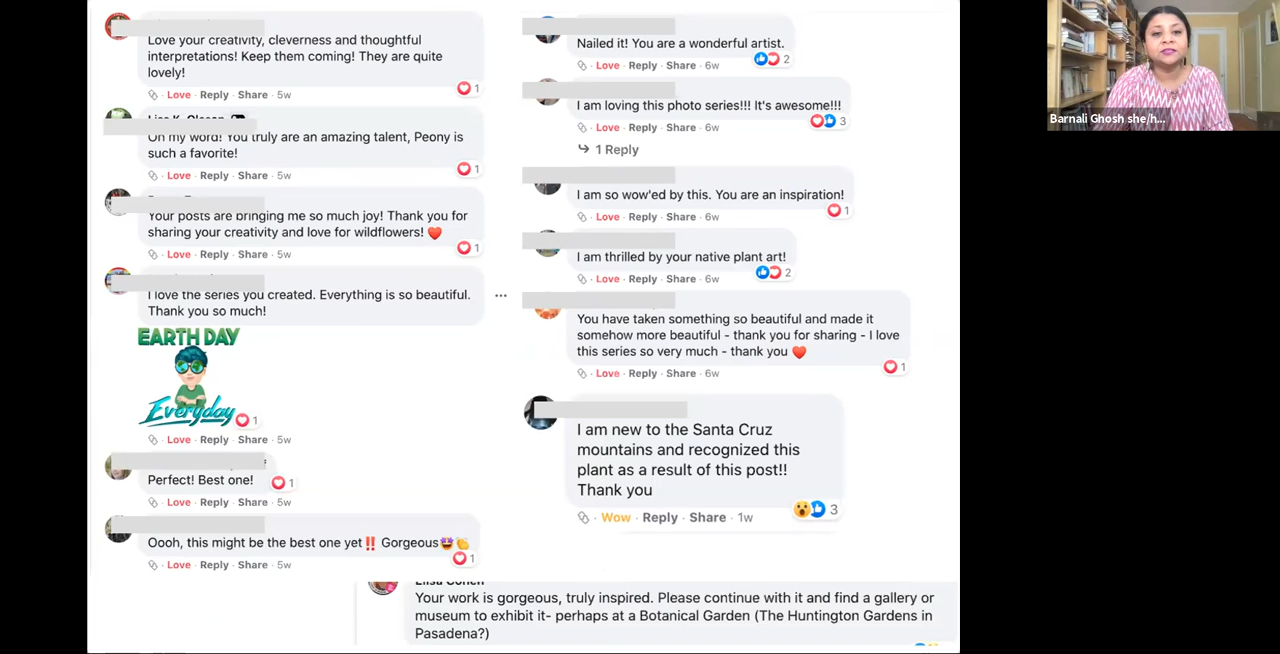 Love your creativity, cleverness and thoughtful
interpretations! Keep them coming! They are quite
lovely!
Love · Reply · Share · 5w
1
Oh my word! You truly are an amazing talent, Peony is
such a favorite!
Love · Reply · Share · 5w
1
Your posts are bringing me so much joy! Thank you for
sharing your creativity and love for wildflowers! ❤️
Love · Reply · Share · 5w
1
I love the series you created. Everything is so beautiful.
Thank you so much!
EARTH DAY
Everyday
1
Love · Reply · Share · 5w
Perfect! Best one!
1
Love · Reply · Share · 5w
Oooh, this might be the best one yet‼️ Gorgeous🤩👏
1
Love · Reply · Share · 5w
Nailed it! You are a wonderful artist.
2
Love · Reply · Share · 6w
I am loving this photo series!!! It's awesome!!!
3
Love · Reply · Share · 6w
1 Reply
I am so wow'ed by this. You are an inspiration!
1
Love · Reply · Share · 6w
I am thrilled by your native plant art!
2
Love · Reply · Share · 6w
You have taken something so beautiful and made it
somehow more beautiful - thank you for sharing - I love
this series so very much - thank you ❤️
1
Love · Reply · Share · 6w
I am new to the Santa Cruz
mountains and recognized this
plant as a result of this post!!
Thank you
3
Wow · Reply · Share · 1w
Your work is gorgeous, truly inspired. Please continue with it and find a gallery or
museum to exhibit it- perhaps at a Botanical Garden (The Huntington Gardens in
Pasadena?)
Barnali Ghosh she/h...